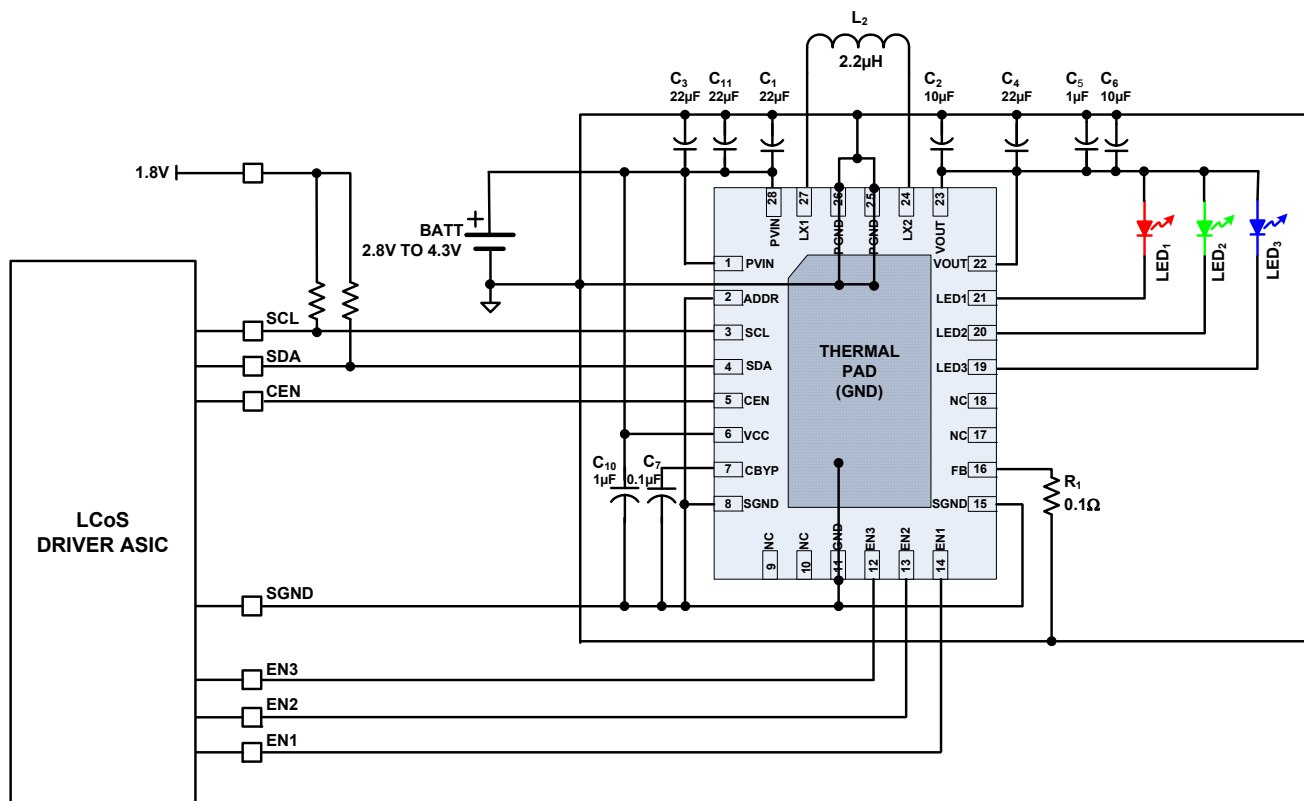 L₂
2.2µH
C₃
22µF
C₁₁
22µF
C₁
22µF
C₂
10µF
C₄
22µF
C₅
1µF
C₆
10µF
1.8V
+
BATT
2.8V TO 4.3V
28
PVIN
27
LX1
26
PGND
25
PGND
24
LX2
23
VOUT
LED₁
LED₂
LED₃
1 PVIN
2 ADDR
3 SCL
4 SDA
5 CEN
6 VCC
7 CBYP
8 SGND
VOUT 22
LED1 21
LED2 20
LED3 19
NC 18
NC 17
FB 16
SGND 15
THERMAL
PAD
(GND)
SCL
SDA
CEN
C₁₀
1µF
C₇
0.1µF
R₁
0.1Ω
NC
9
NC
10
GND
11
EN3
12
EN2
13
EN1
14
LCoS
DRIVER ASIC
SGND
EN3
EN2
EN1